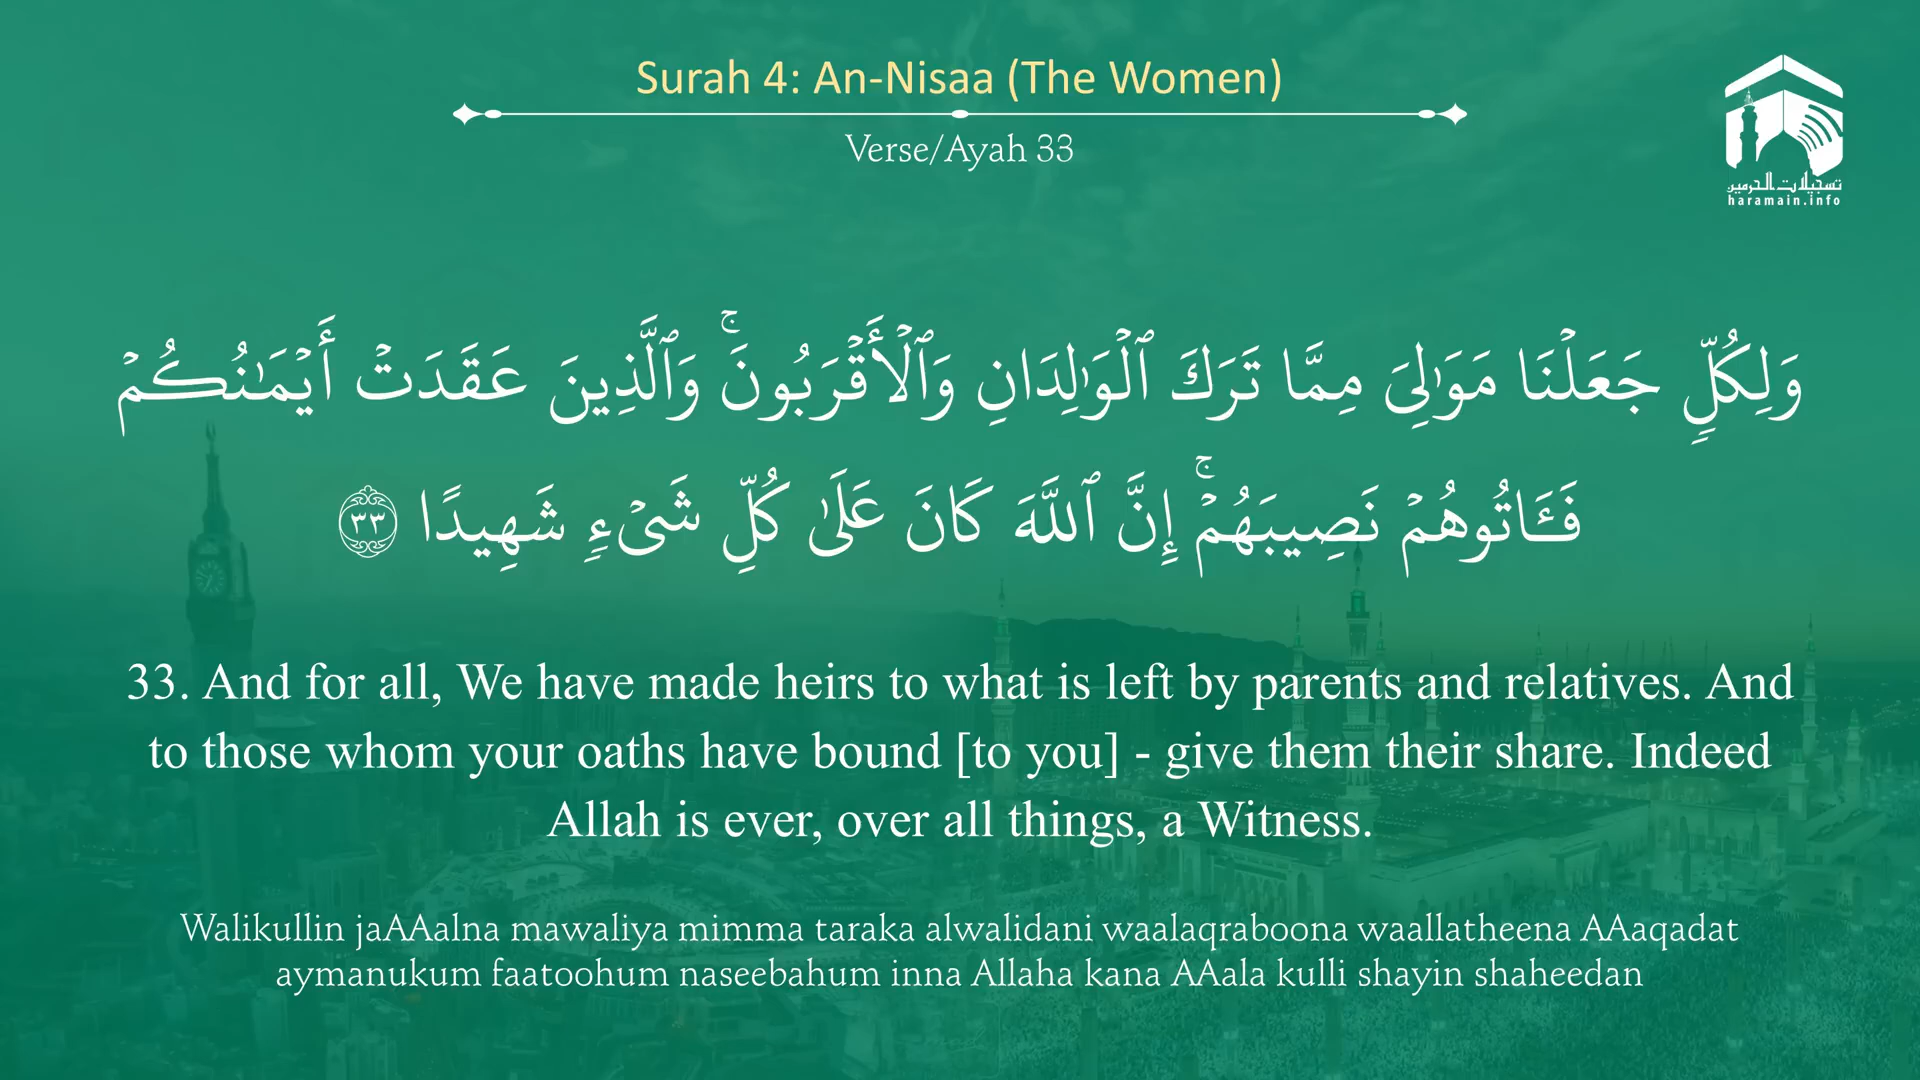 Surah 4: An-Nisaa (The Women)
Verse/Ayah 33
تسجيلات الحرمين
haramain.info
وَلِكُلٍّ جَعَلْنَا مَوَٰلِىَ مِمَّا تَرَكَ ٱلْوَٰلِدَانِ وَٱلْأَقْرَبُونَ ۚ وَٱلَّذِينَ عَقَدَتْ أَيْمَـٰنُكُمْ
فَـَٔاتُوهُمْ نَصِيبَهُمْ ۚ إِنَّ ٱللَّهَ كَانَ عَلَىٰ كُلِّ شَىْءٍ شَهِيدًا ٣٣
33. And for all, We have made heirs to what is left by parents and relatives. And
to those whom your oaths have bound [to you] - give them their share. Indeed
Allah is ever, over all things, a Witness.
Walikullin jaAAalna mawaliya mimma taraka alwalidani waalaqraboona waallatheena AAaqadat
aymanukum faatoohum naseebahum inna Allaha kana AAala kulli shayin shaheedan